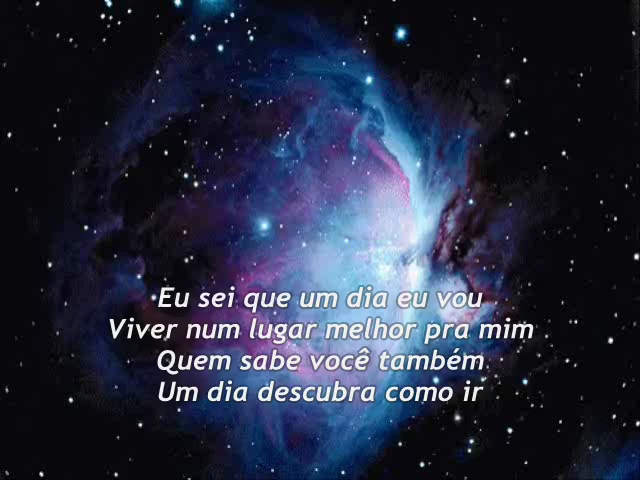 Eu sei que um dia eu vou
Viver num lugar melhor pra mim
Quem sabe você também
Um dia descubra como ir